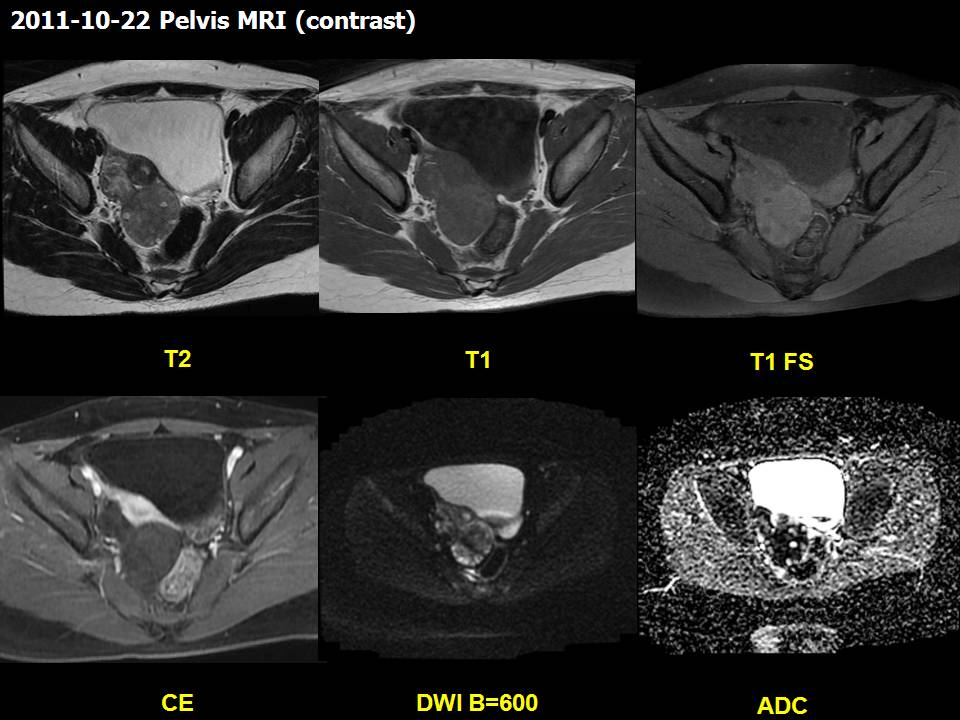 2011-10-22 Pelvis MRI (contrast)
T2
T1
T1 FS
CE
DWI B=600
ADC